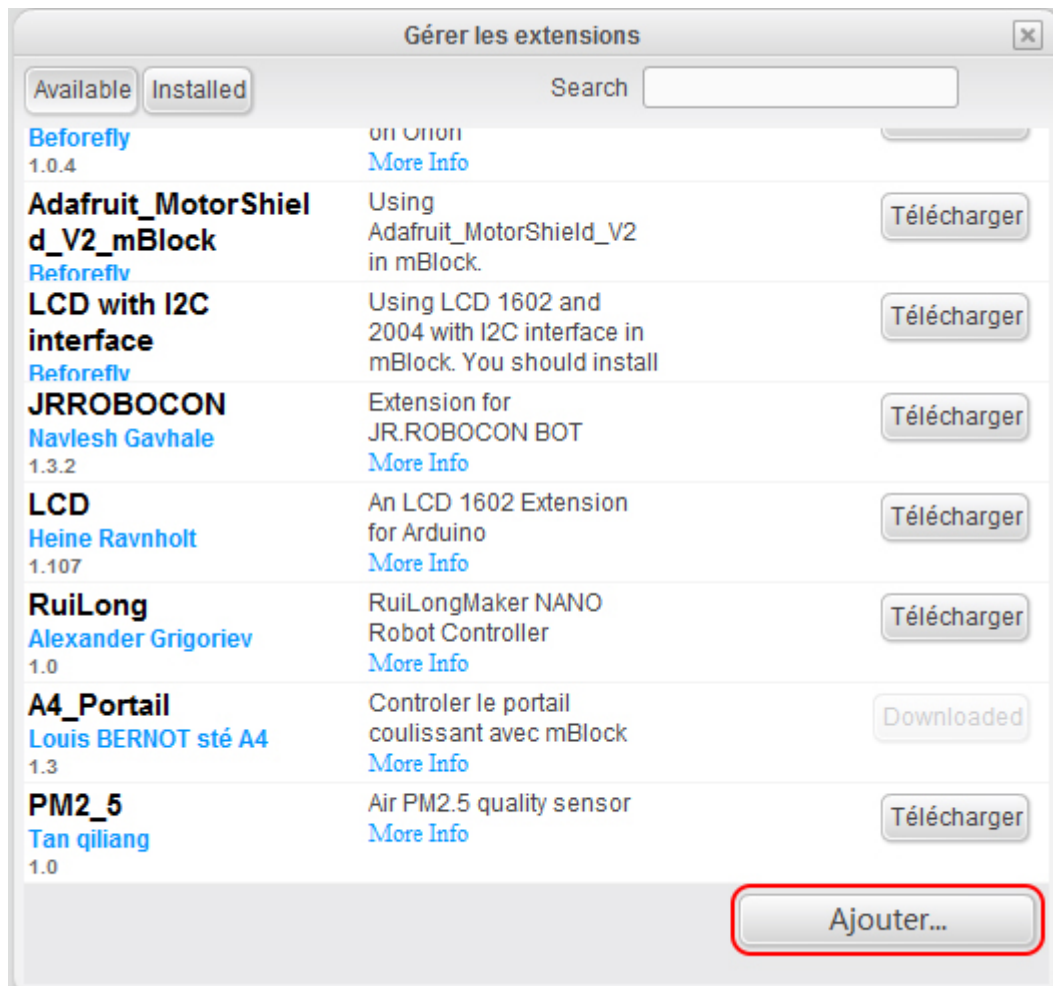 Gérer les extensions
Available Installed Search
Beforefly
1.0.4
on Orion
More Info
Adafruit_MotorShiel
d_V2_mBlock
Beforefly
Using
Adafruit_MotorShield_V2
in mBlock.
Télécharger
LCD with I2C
interface
Beforefly
Using LCD 1602 and
2004 with I2C interface in
mBlock. You should install
Télécharger
JRROBOCON
Navlesh Gavhale
1.3.2
Extension for
JR.ROBOCON BOT
More Info
Télécharger
LCD
Heine Ravnholt
1.107
An LCD 1602 Extension
for Arduino
More Info
Télécharger
RuiLong
Alexander Grigoriev
1.0
RuiLongMaker NANO
Robot Controller
More Info
Télécharger
A4_Portail
Louis BERNOT sté A4
1.3
Controler le portail
coulissant avec mBlock
More Info
Downloaded
PM2_5
Tan qiliang
1.0
Air PM2.5 quality sensor
More Info
Télécharger
Ajouter...